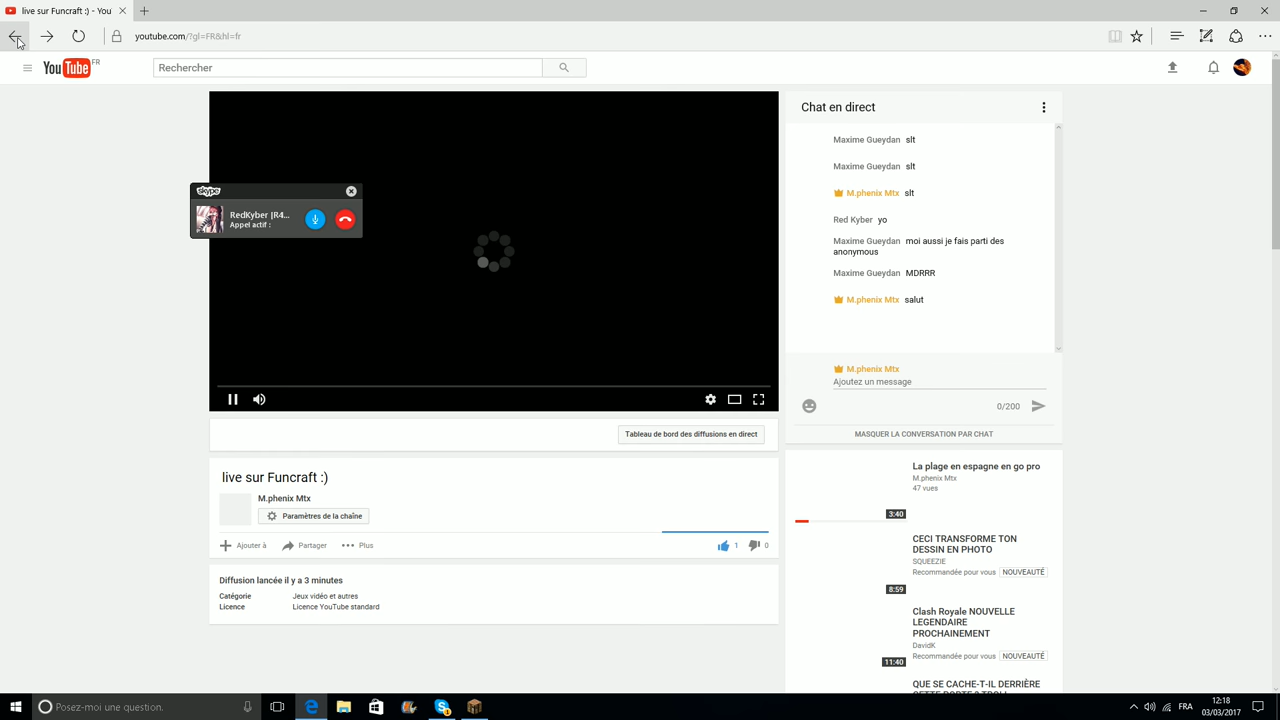 live sur Funcraft :) - You
youtube.com/?gl=FR&hl=fr
YouTube FR
Rechercher
Chat en direct
Maxime Gueydan slt
Maxime Gueydan slt
M.phenix Mtx slt
Red Kyber yo
Maxime Gueydan moi aussi je fais parti des
anonymous
Maxime Gueydan MDRRR
M.phenix Mtx salut
skype
RedKyber |R4...
Appel actif :
M.phenix Mtx
Ajoutez un message
0/200
MASQUER LA CONVERSATION PAR CHAT
Tableau de bord des diffusions en direct
live sur Funcraft :)
M.phenix Mtx
Paramètres de la chaîne
Ajouter à Partager Plus 1 0
Diffusion lancée il y a 3 minutes
Catégorie Jeux vidéo et autres
Licence Licence YouTube standard
La plage en espagne en go pro
M.phenix Mtx
47 vues
3:40
CECI TRANSFORME TON
DESSIN EN PHOTO
SQUEEZIE
Recommandée pour vous NOUVEAUTÉ
8:59
Clash Royale NOUVELLE
LEGENDAIRE
PROCHAINEMENT
DavidK
Recommandée pour vous NOUVEAUTÉ
11:40
QUE SE CACHE-T-IL DERRIÈRE
CETTE PORTE ? TROLL
Posez-moi une question.
FRA
12:18
03/03/2017